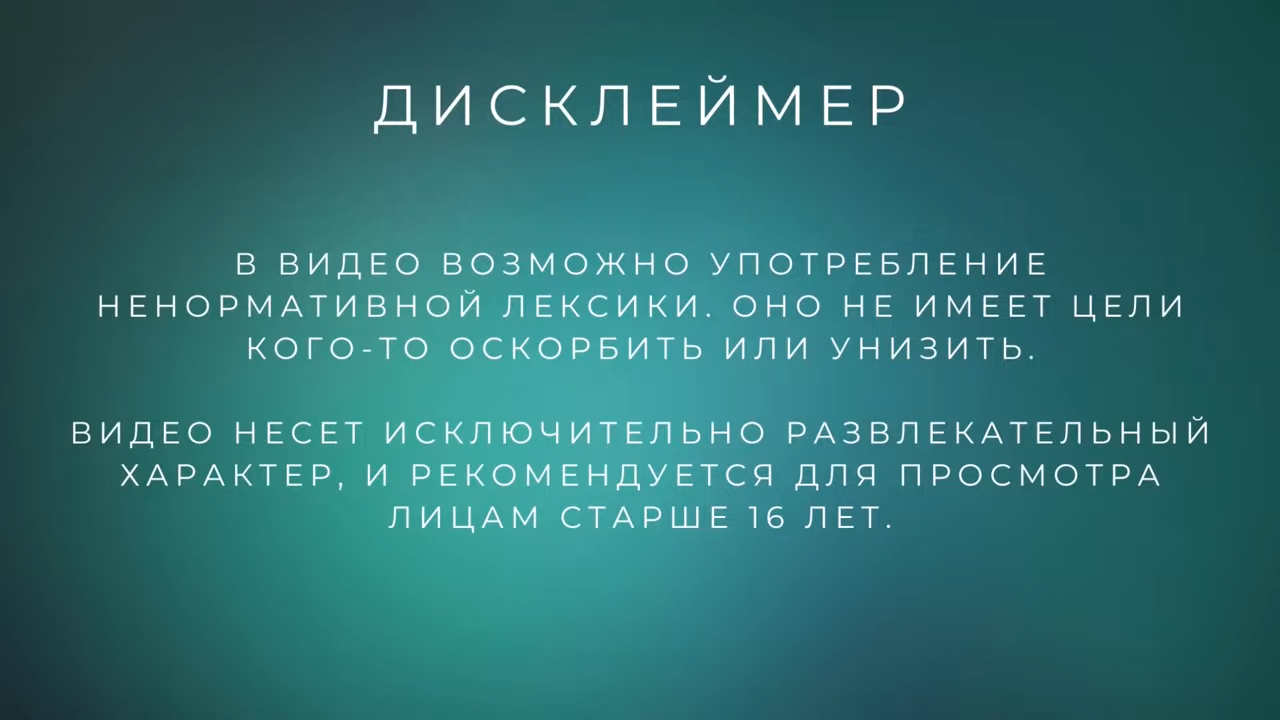 ДИСКЛЕЙМЕР
В ВИДЕО ВОЗМОЖНО УПОТРЕБЛЕНИЕ
НЕНОРМАТИВНОЙ ЛЕКСИКИ. ОНО НЕ ИМЕЕТ ЦЕЛИ
КОГО-ТО ОСКОРБИТЬ ИЛИ УНИЗИТЬ.
ВИДЕО НЕСЕТ ИСКЛЮЧИТЕЛЬНО РАЗВЛЕКАТЕЛЬНЫЙ
ХАРАКТЕР, И РЕКОМЕНДУЕТСЯ ДЛЯ ПРОСМОТРА
ЛИЦАМ СТАРШЕ 16 ЛЕТ.